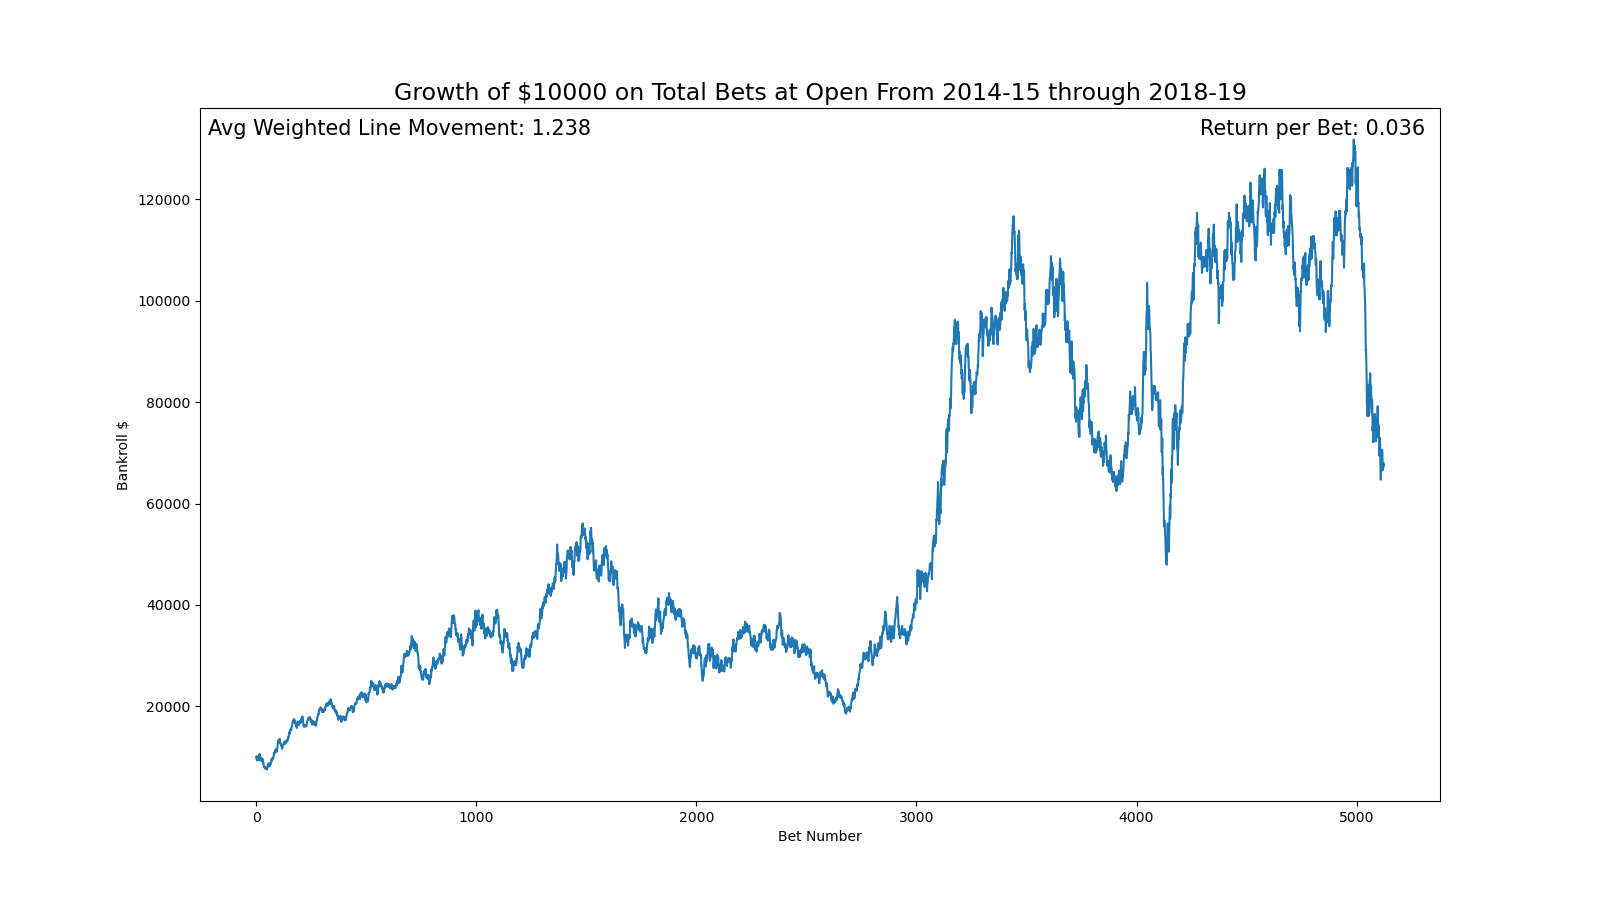 Growth of $10000 on Total Bets at Open From 2014-15 through 2018-19
Avg Weighted Line Movement: 1.238
Return per Bet: 0.036
120000
100000
80000
60000
40000
20000
Bankroll $
0
1000
2000
3000
4000
5000
Bet Number